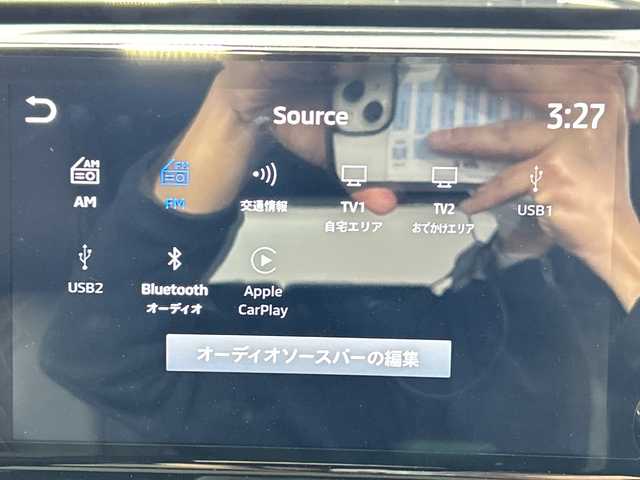 Source
3:27
AM
FM
AM
FM
交通情報
TV1
自宅エリア
TV2
おでかけエリア
USB1
USB2
Bluetooth
オーディオ
Apple
CarPlay
オーディオソースバーの編集